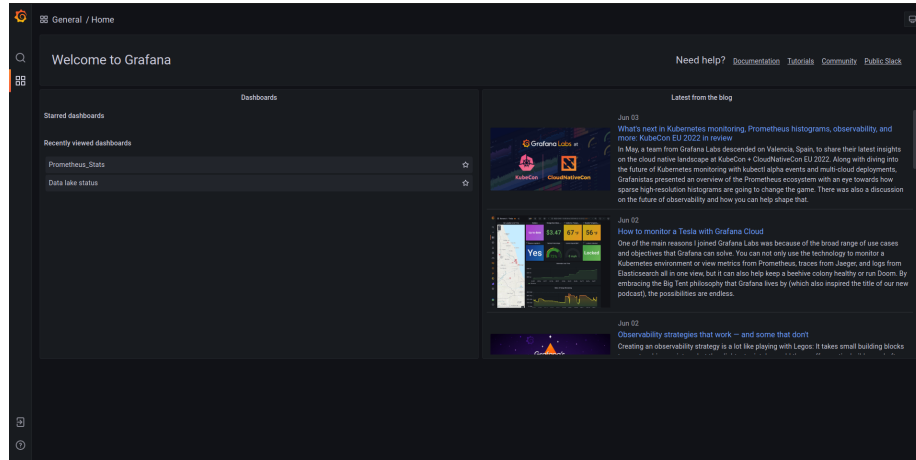 General / Home
Welcome to Grafana
Need help? Documentation Tutorials Community Public Slack
Dashboards
Starred dashboards
Recently viewed dashboards
Prometheus_Stats
Data lake status
Latest from the blog
Grafana Labs at
KubeCon CloudNativeCon
Jun 03
What's next in Kubernetes monitoring, Prometheus histograms, observability, and
more: KubeCon EU 2022 in review
In May, a team from Grafana Labs descended on Valencia, Spain, to share their latest insights
on the cloud native landscape at KubeCon + CloudNativeCon EU 2022. Along with diving into
the future of Kubernetes monitoring with kubectl alpha events and multi-cloud deployments,
Grafanistas presented an overview of the Prometheus ecosystem with an eye towards how
sparse high-resolution histograms are going to change the game. There was also a discussion
on the future of observability and how you can help shape that.
$3.47 67 56
Yes Locked
Jun 02
How to monitor a Tesla with Grafana Cloud
One of the main reasons I joined Grafana Labs was because of the broad range of use cases
and objectives that Grafana can solve. You can not only use the technology to monitor a
Kubernetes environment or view metrics from Prometheus, traces from Jaeger, and logs from
Elasticsearch all in one view, but it can also help keep a beehive colony healthy or run Doom. By
embracing the Big Tent philosophy that Grafana lives by (which also inspired the title of our new
podcast), the possibilities are endless.
Jun 02
Observability strategies that work — and some that don't
Creating an observability strategy is a lot like playing with Legos: It takes small building blocks